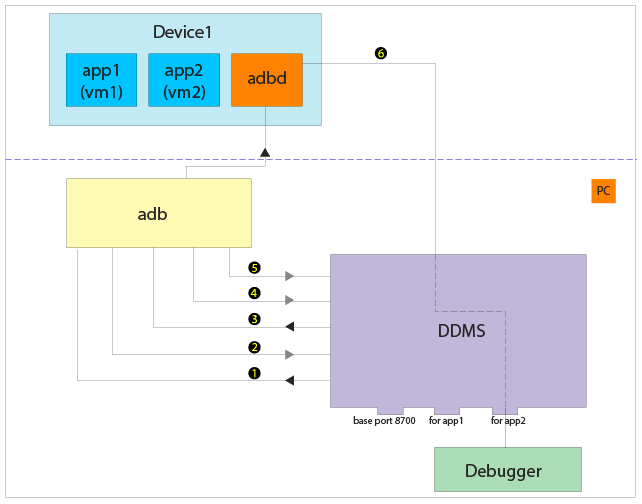 Device1
app1
(vm1)
app2
(vm2)
adbd
6
PC
adb
5
4
3
2
1
DDMS
base port 8700
for app1
for app2
Debugger